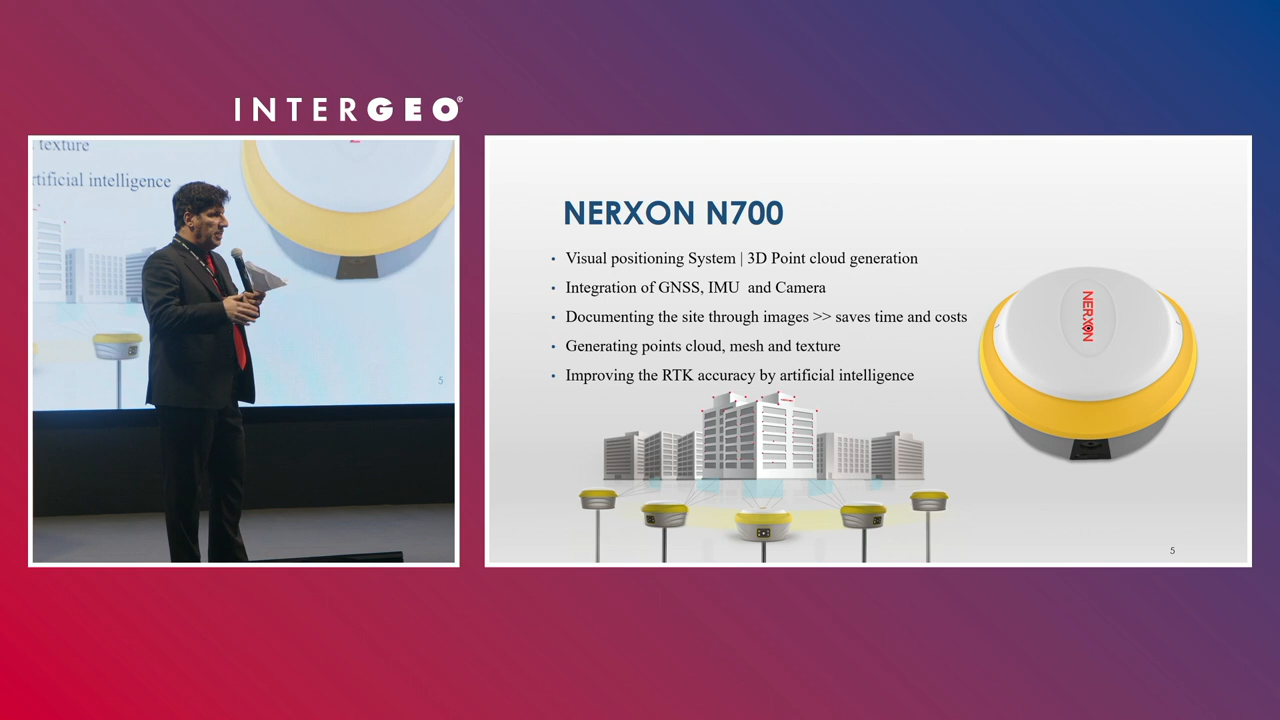 INTERGEO®
texture
artificial intelligence
5
NERXON N700
• Visual positioning System | 3D Point cloud generation
• Integration of GNSS, IMU and Camera
• Documenting the site through images >> saves time and costs
• Generating points cloud, mesh and texture
• Improving the RTK accuracy by artificial intelligence
NERXON
5